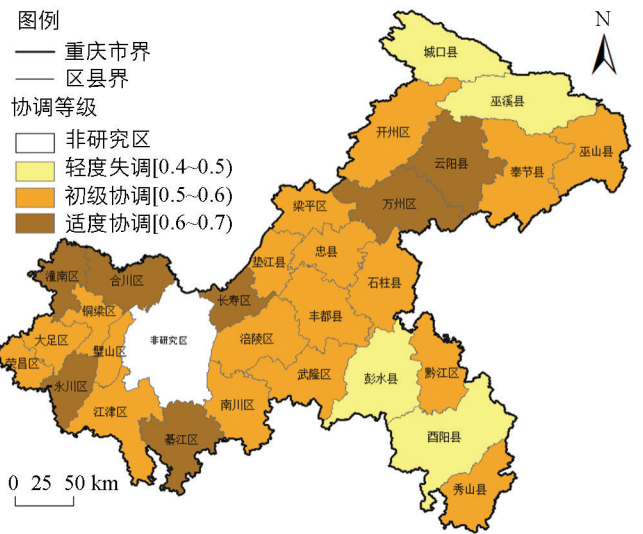 图例
N
重庆市界
区县界
协调等级
非研究区
轻度失调[0.4~0.5)
初级协调[0.5~0.6)
适度协调[0.6~0.7)
城口县
巫溪县
开州区
云阳县
奉节县
巫山县
万州区
梁平区
忠县
垫江县
石柱县
潼南区
合川区
长寿区
铜梁区
丰都县
大足区
璧山区
非研究区
涪陵区
荣昌区
永川区
武隆区
彭水县
黔江区
江津区
南川区
綦江区
酉阳县
秀山县
0 25 50 km